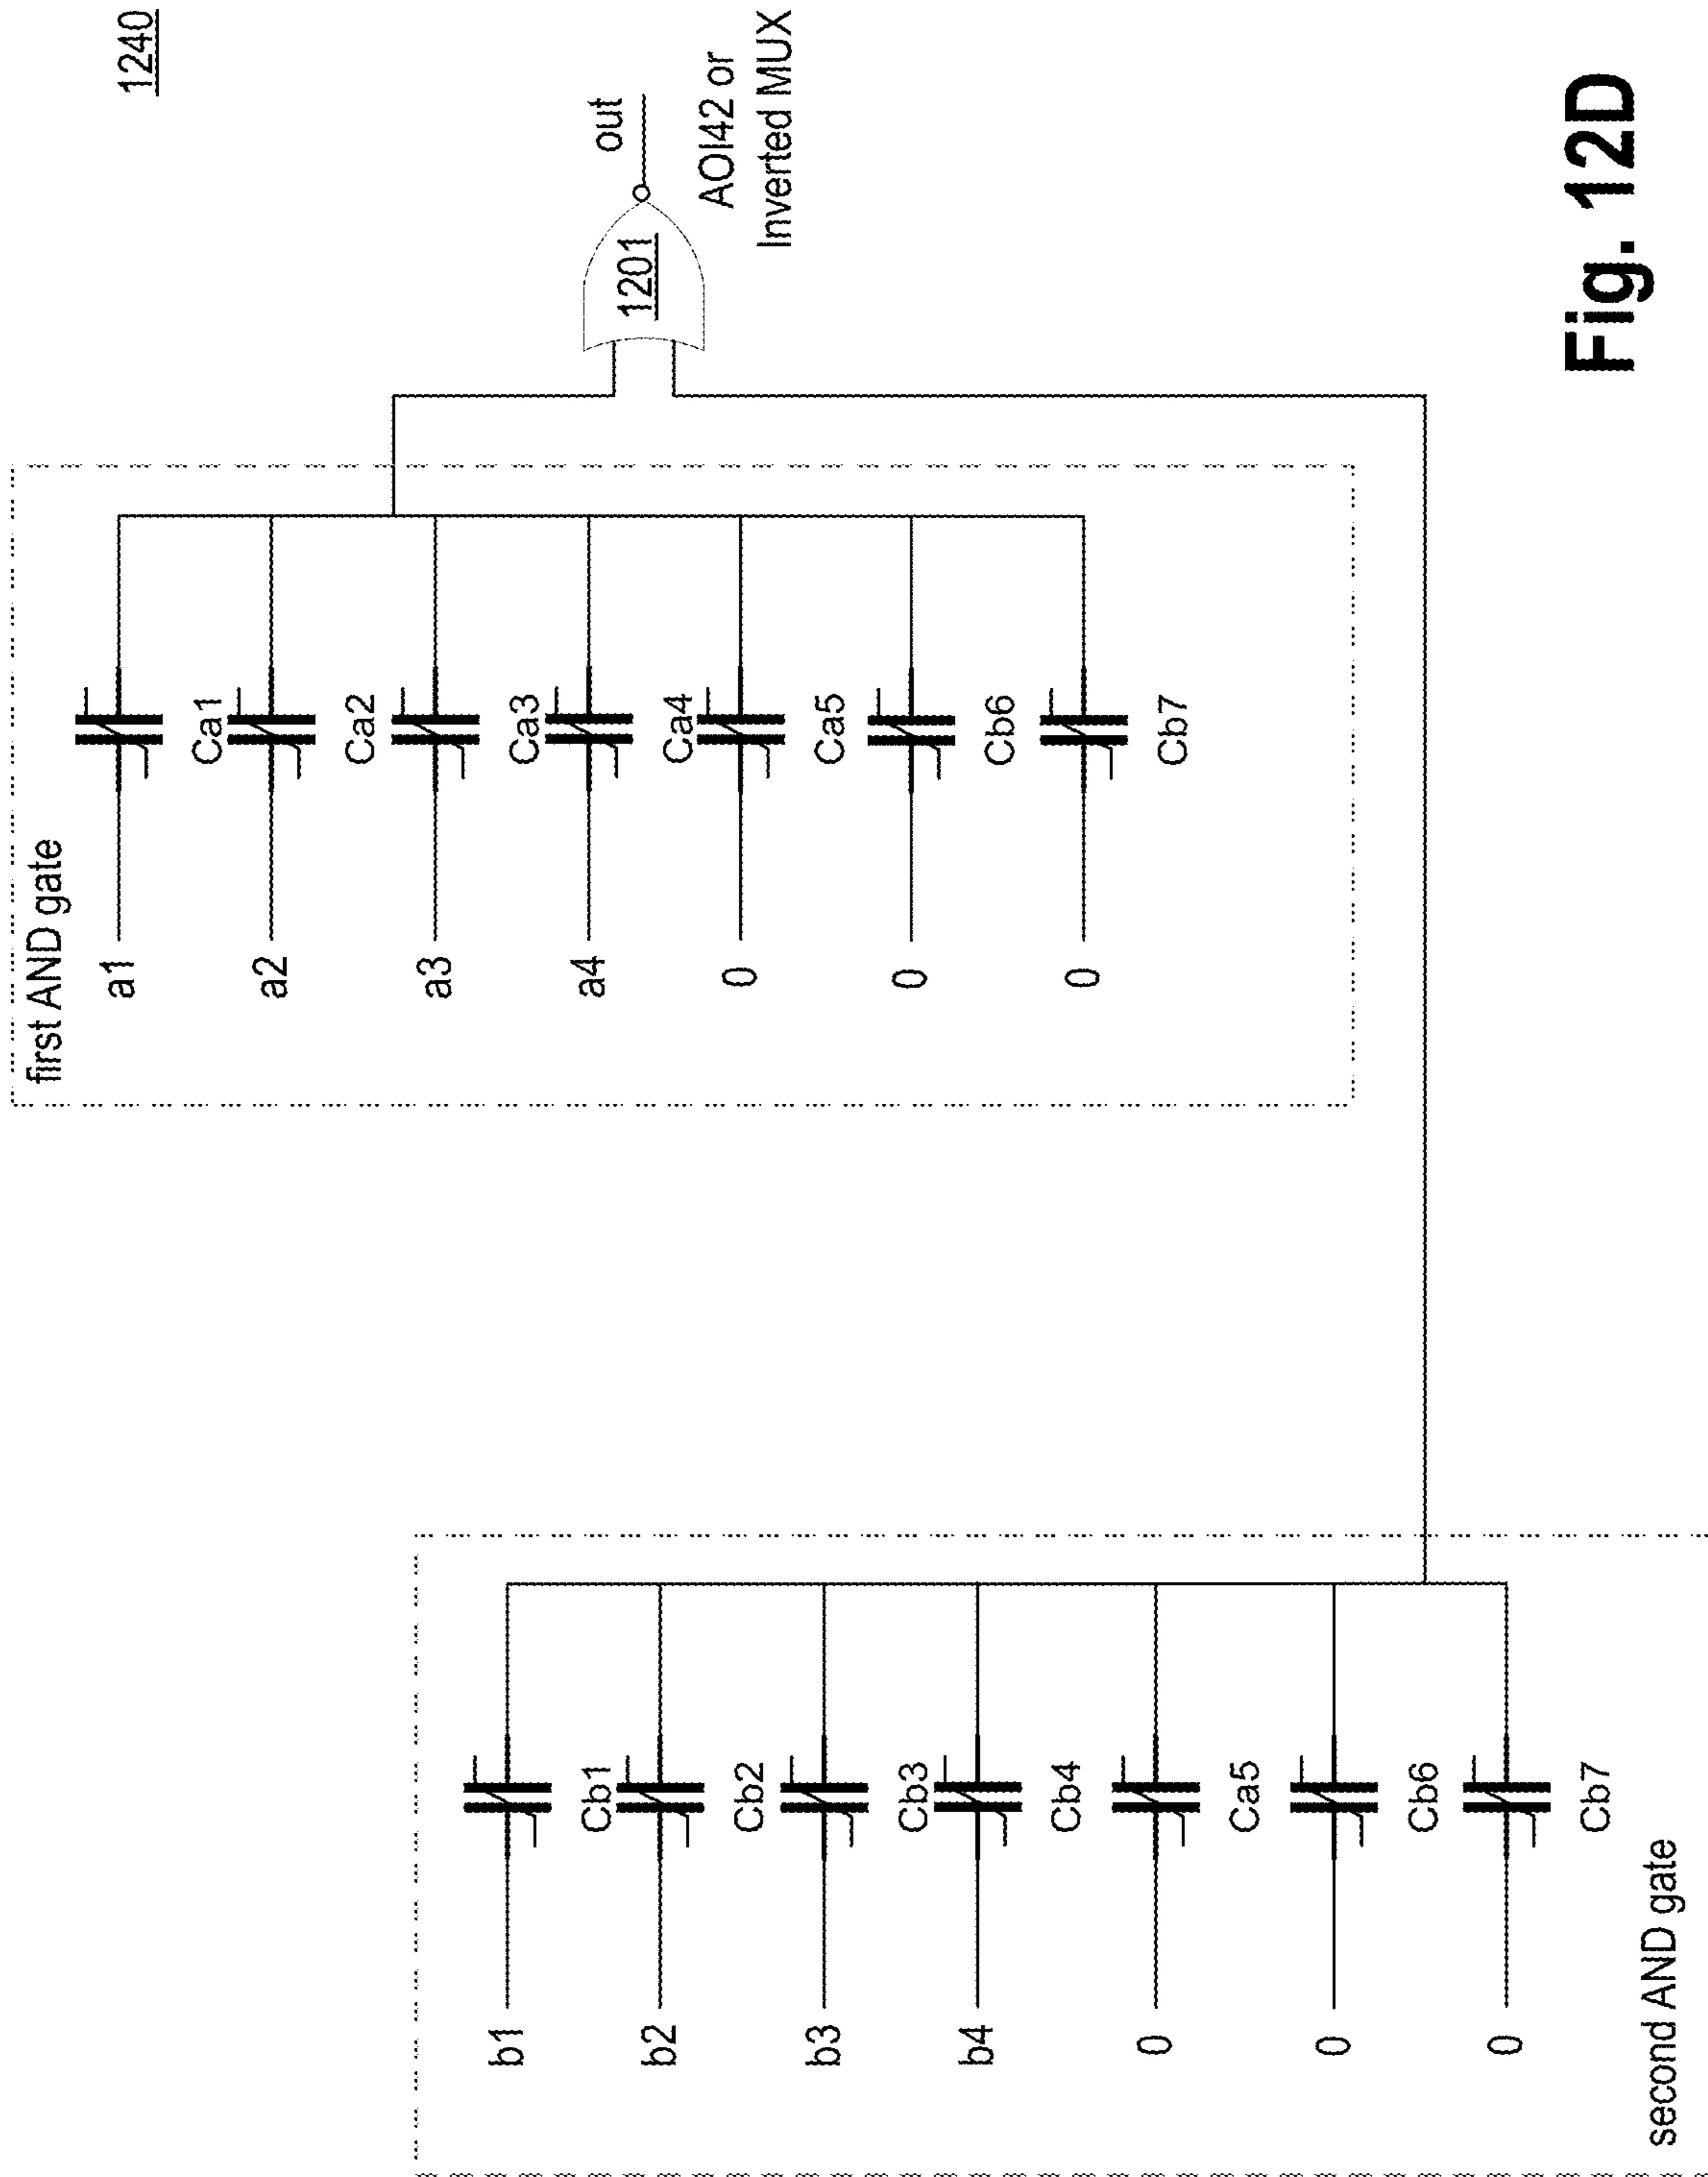 1240
first AND gate
a1
Ca1
a2
Ca2
a3
Ca3
a4
Ca4
0
Ca5
0
Cb6
0
Cb7
out
1201
AOI42 or
Inverted MUX
b1
Cb1
b2
Cb2
b3
Cb3
b4
Cb4
0
Ca5
0
Cb6
0
Cb7
second AND gate
Fig. 12D